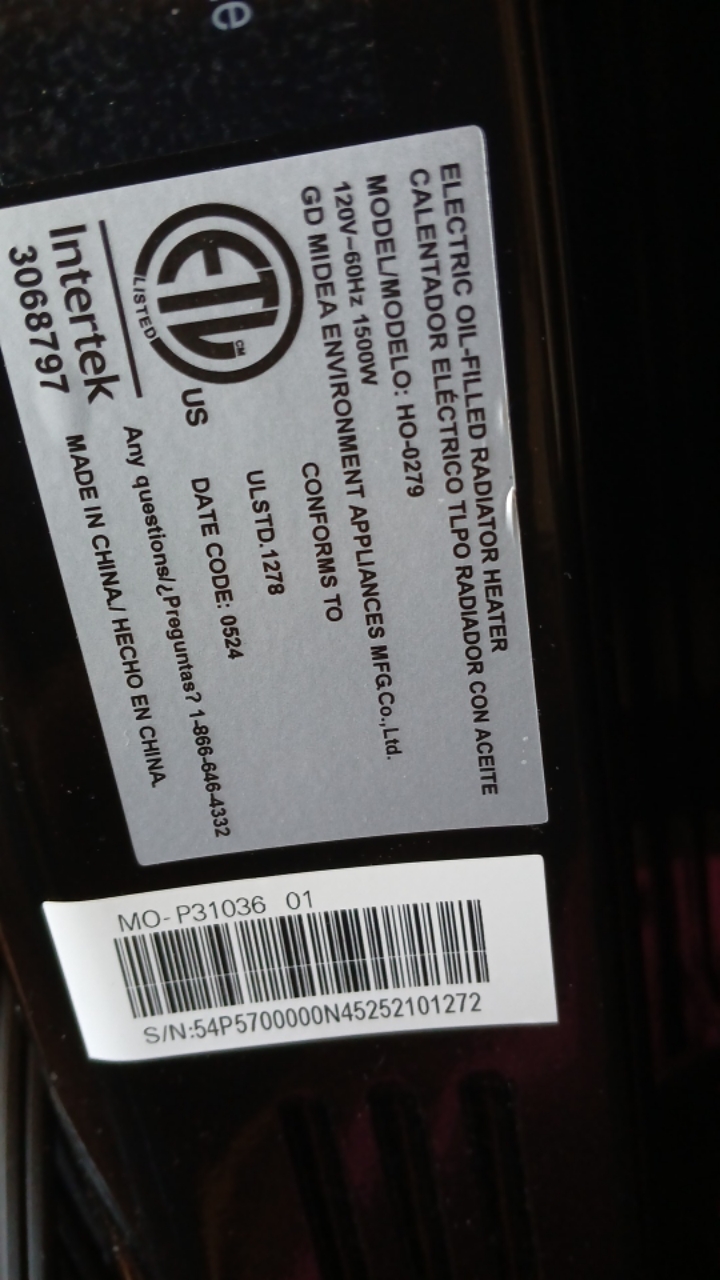 e
ELECTRIC OIL-FILLED RADIATOR HEATER
CALENTADOR ELÉCTRICO TLPO RADIADOR CON ACEITE
MODEL/MODELO: HO-0279
120V~60Hz 1500W
GD MIDEA ENVIRONMENT APPLIANCES MFG.Co.,Ltd.
ETL
CM
LISTED
US
Intertek
3068797
CONFORMS TO
ULSTD.1278
DATE CODE: 0524
Any questions/¿Preguntas? 1-866-646-4332
MADE IN CHINA./ HECHO EN CHINA.
MO- P31036 01
S/N:54P5700000N45252101272